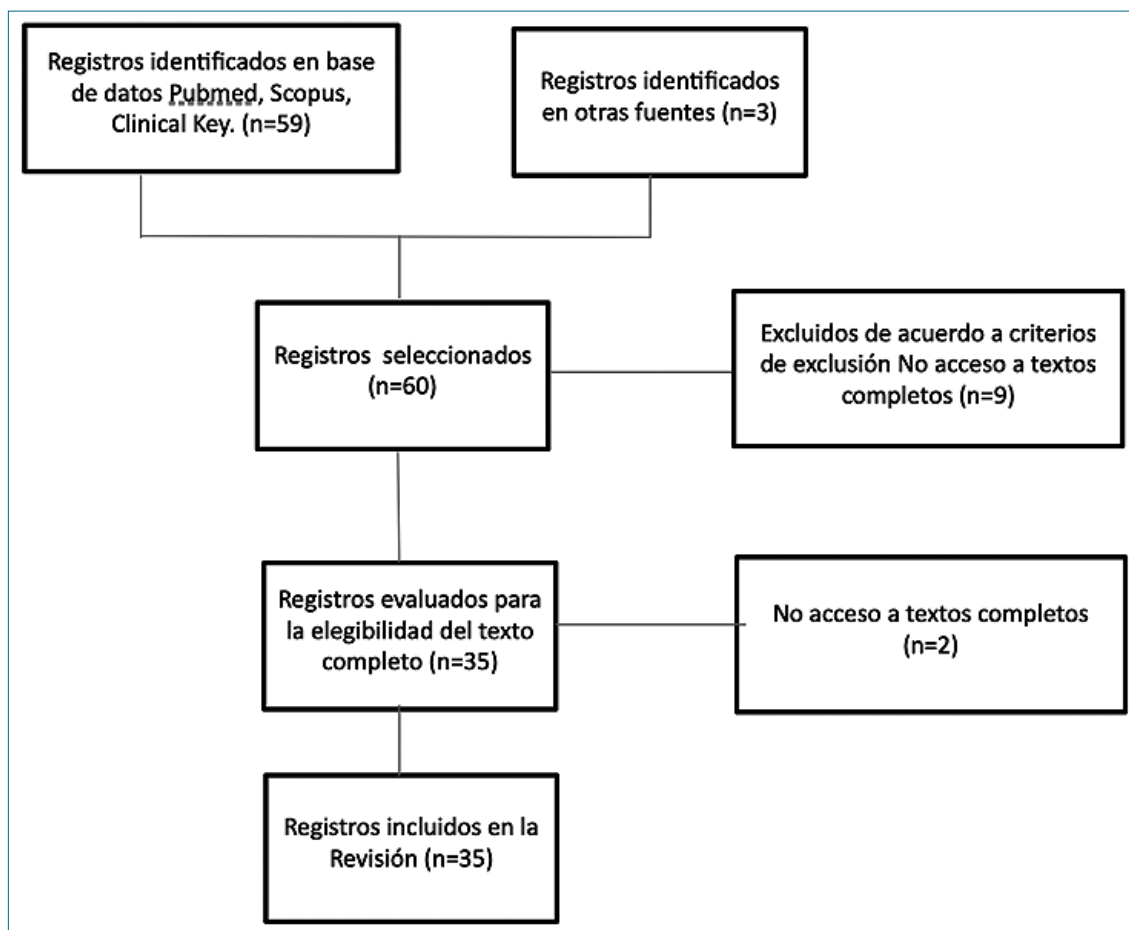 Registros identificados en base
de datos Pubmed, Scopus,
Clinical Key. (n=59)
Registros identificados
en otras fuentes (n=3)
Registros seleccionados
(n=60)
Excluidos de acuerdo a criterios
de exclusión No acceso a textos
completos (n=9)
Registros evaluados para
la elegibilidad del texto
completo (n=35)
No acceso a textos completos
(n=2)
Registros incluidos en la
Revisión (n=35)